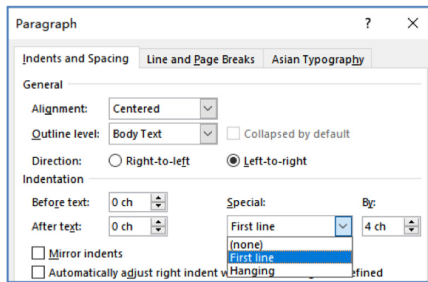 Paragraph ? ×
Indents and Spacing Line and Page Breaks Asian Typography
General
Alignment: Centered
Outline level: Body Text Collapsed by default
Direction: Right-to-left Left-to-right
Indentation
Before text: 0 ch Special: By:
After text: 0 ch First line 4 ch
(none)
Mirror indents First line
Automatically adjust right indent Hanging